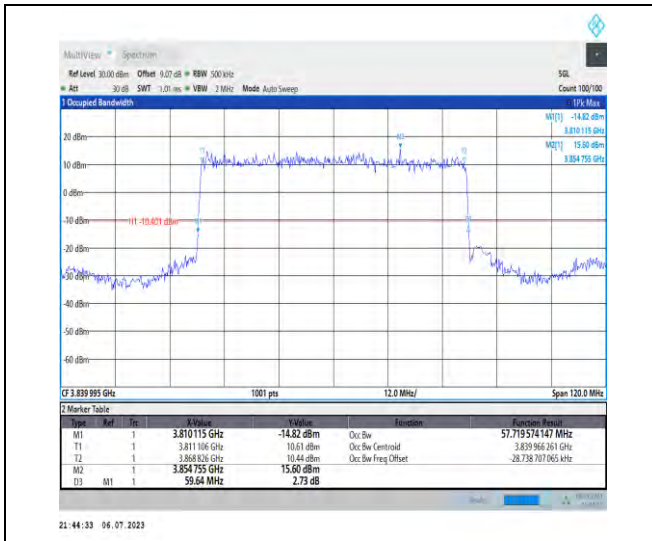 MultiView Spectrum
Ref Level 30.00 dBm Offset 9.07 dB RBW 500 kHz SGL
Att 30 dB SWT 1.01 ms VBW 2 MHz Mode Auto Sweep Count 100/100
1 Occupied Bandwidth 1Pk Max
M1[1] -14.82 dBm
3.810 115 GHz
M2[1] 15.60 dBm
3.854 755 GHz
20 dBm
10 dBm
0 dBm
-10 dBm
H1 -10.401 dBm
-20 dBm
-30 dBm
-40 dBm
-50 dBm
-60 dBm
T1
M2
T2
CF 3.839 995 GHz 1001 pts 12.0 MHz/ Span 120.0 MHz
2 Marker Table
Type Ref Trc X-Value Y-Value Function Function Result
M1 1 3.810 115 GHz -14.82 dBm Occ Bw 57.719 574 147 MHz
T1 1 3.811 106 GHz 10.61 dBm Occ Bw Centroid 3.839 966 261 GHz
T2 1 3.868 826 GHz 10.44 dBm Occ Bw Freq Offset -28.738 707 065 kHz
M2 1 3.854 755 GHz 15.60 dBm
D3 M1 1 59.64 MHz 2.73 dB
21:44:33 06.07.2023